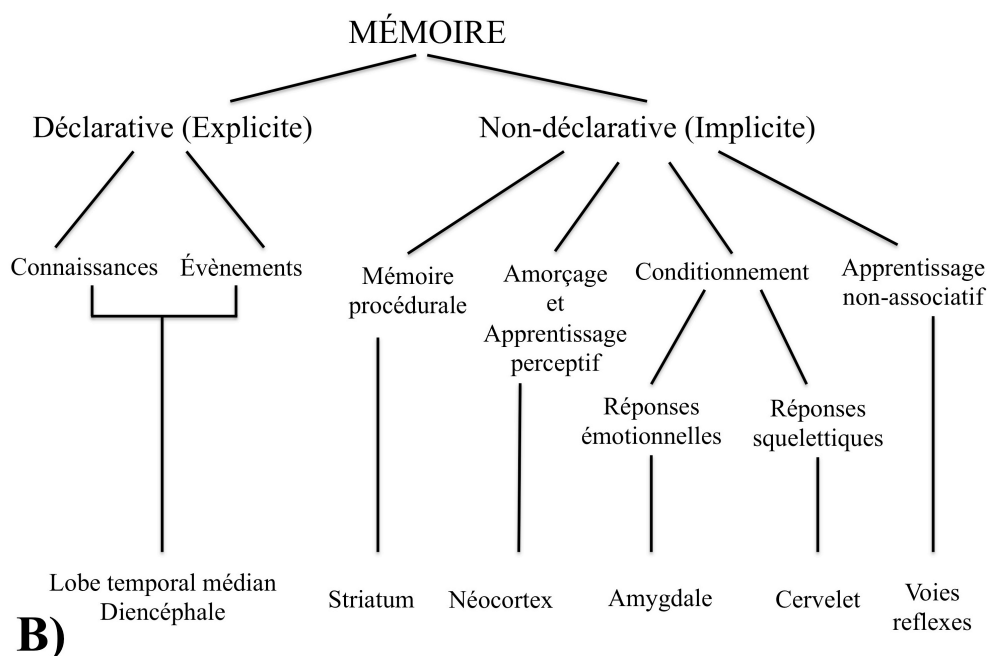 MÉMOIRE
Déclarative (Explicite)
Non-déclarative (Implicite)
Connaissances
Évènements
Mémoire
procédurale
Amorçage
et
Apprentissage
perceptif
Conditionnement
Apprentissage
non-associatif
Réponses
émotionnelles
Réponses
squelettiques
Lobe temporal médian
Diencéphale
Striatum
Néocortex
Amygdale
Cervelet
Voies
reflexes
B)